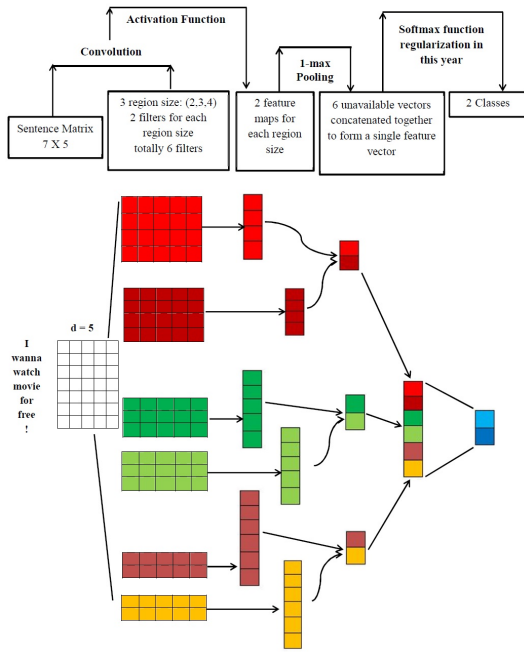 Activation Function
Convolution
1-max
Pooling
Softmax function
regularization in
this year
Sentence Matrix
7 X 5
3 region size: (2,3,4)
2 filters for each
region size
totally 6 filters
2 feature
maps for
each region
size
6 unavailable vectors
concatenated together
to form a single feature
vector
2 Classes
d = 5
I
wanna
watch
movie
for
free
!